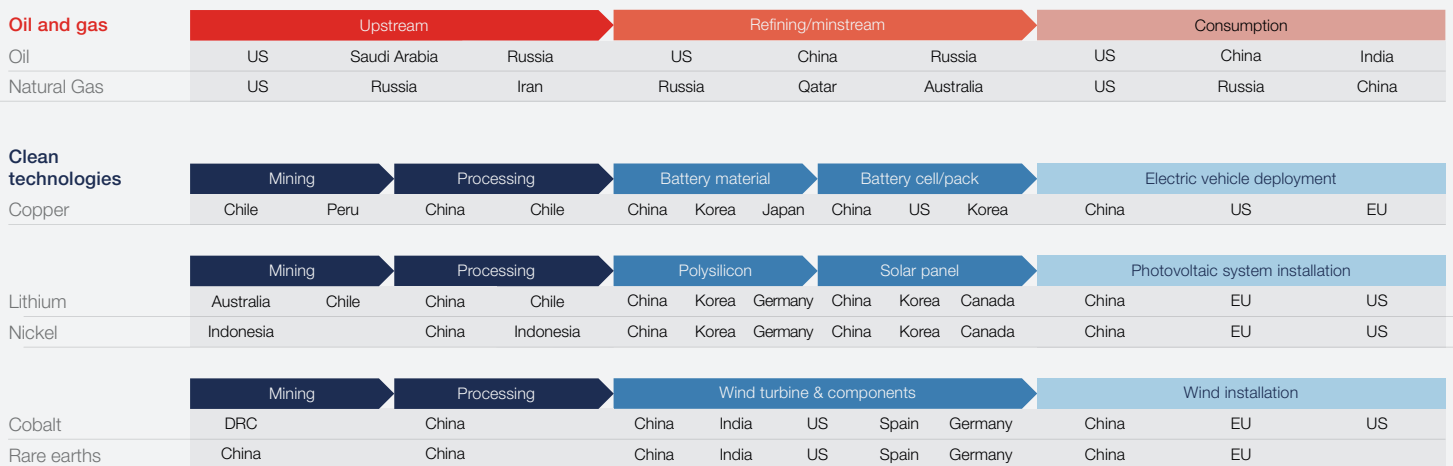 Oil and gas Upstream Refining/minstream Consumption
Oil US Saudi Arabia Russia US China Russia US China India
Natural Gas US Russia Iran Russia Qatar Australia US Russia China
Clean
technologies Mining Processing Battery material Battery cell/pack Electric vehicle deployment
Copper Chile Peru China Chile China Korea Japan China US Korea China US EU
Mining Processing Polysilicon Solar panel Photovoltaic system installation
Lithium Australia Chile China Chile China Korea Germany China Korea Canada China EU US
Nickel Indonesia China Indonesia China Korea Germany China Korea Canada China EU US
Mining Processing Wind turbine & components Wind installation
Cobalt DRC China China India US Spain Germany China EU US
Rare earths China China China India US Spain Germany China EU